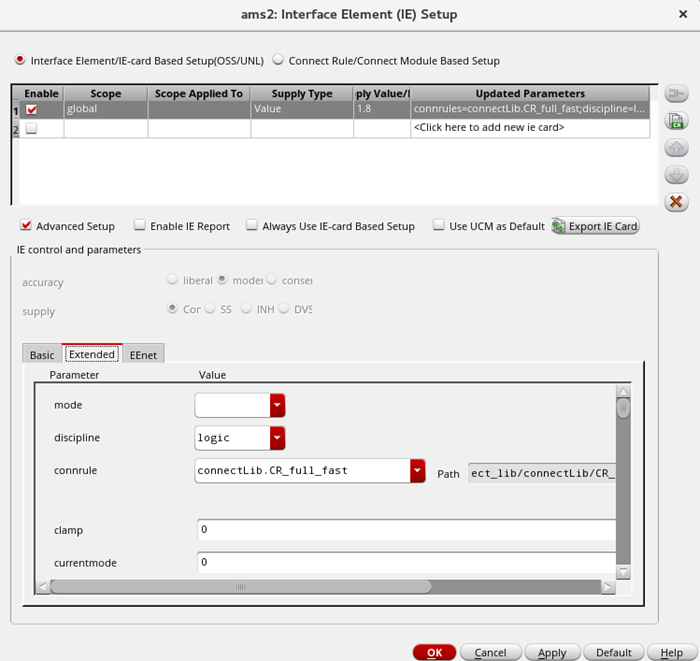 ams2: Interface Element (IE) Setup
Interface Element/IE-card Based Setup(OSS/UNL) Connect Rule/Connect Module Based Setup
Enable Scope Scope Applied To Supply Type ply Value/I Updated Parameters
1 global Value 1.8 connrules=connectLib.CR_full_fast;discipline=l...
2 <Click here to add new ie card>
Advanced Setup Enable IE Report Always Use IE-card Based Setup Use UCM as Default Export IE Card
IE control and parameters
accuracy liberal moder conser
supply Cor SS INH DVS
Basic Extended EEnet
Parameter Value
mode
discipline logic
connrule connectLib.CR_full_fast Path ect_lib/connectLib/CR_
clamp 0
currentmode 0
OK Cancel Apply Default Help